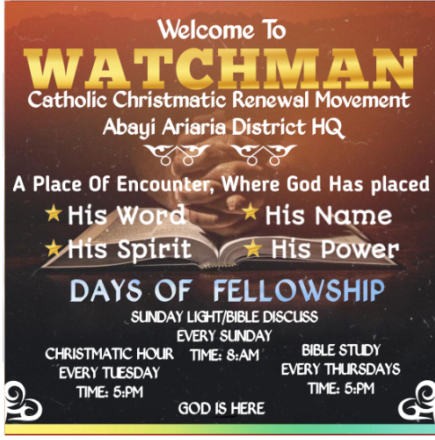 Welcome To
WATCHMAN
Catholic Christmatic Renewal Movement
Abayi Ariaria District HQ
A Place Of Encounter, Where God Has placed
His Word
His Name
His Spirit
His Power
DAYS OF FELLOWSHIP
SUNDAY LIGHT/BIBLE DISCUSS
EVERY SUNDAY
TIME: 8:AM
CHRISTMATIC HOUR
EVERY TUESDAY
TIME: 5:PM
BIBLE STUDY
EVERY THURSDAYS
TIME: 5:PM
GOD IS HERE